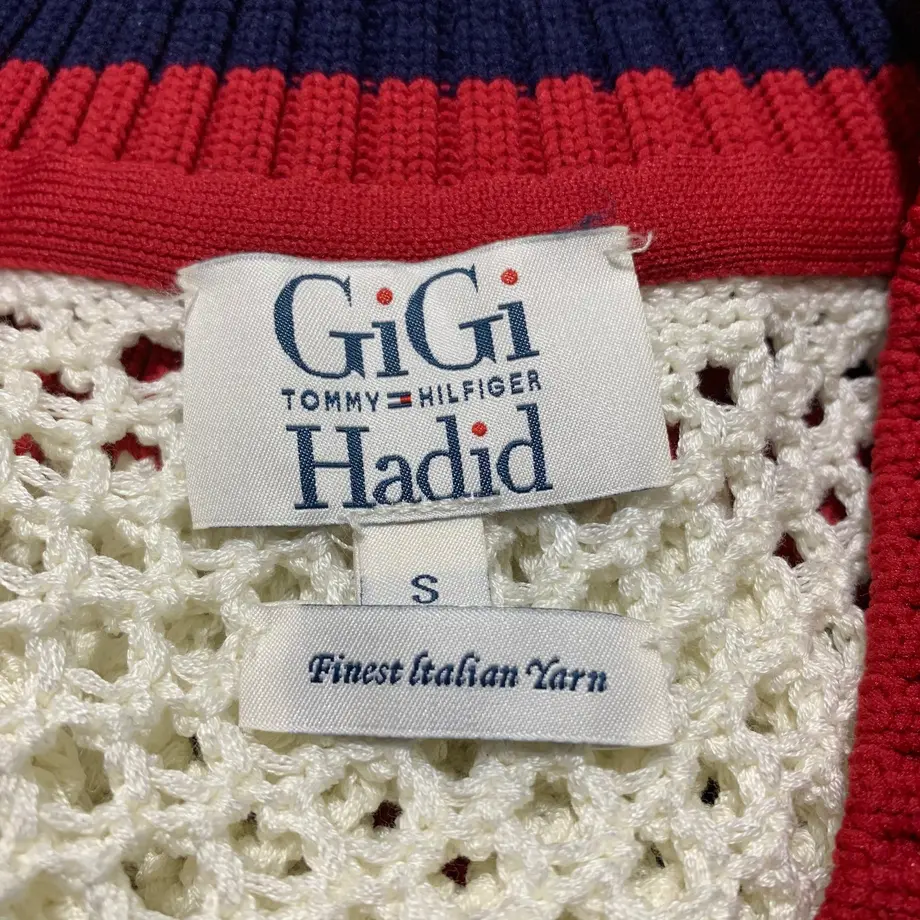 GiGi
TOMMY HILFIGER
Hadid
S
Finest Italian Yarn